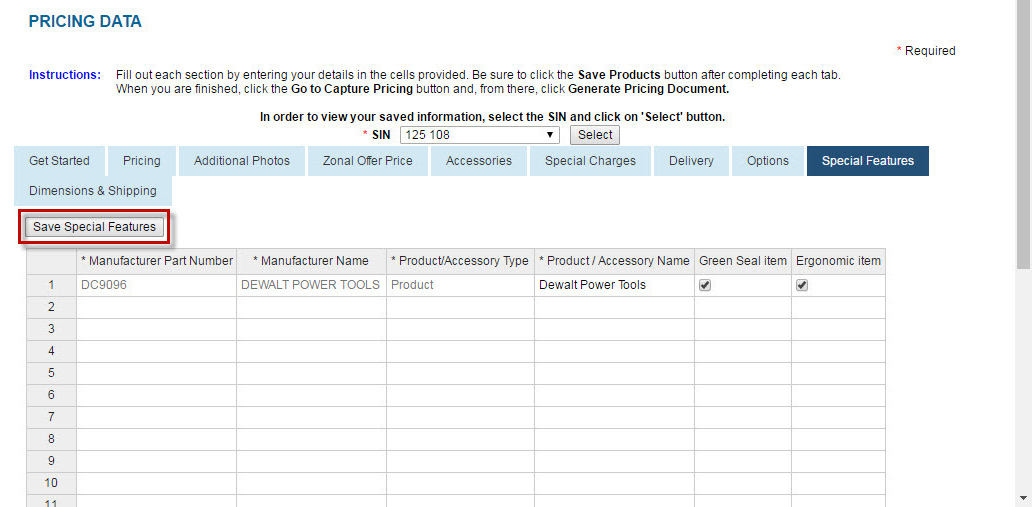 PRICING DATA
* Required
Instructions: Fill out each section by entering your details in the cells provided. Be sure to click the Save Products button after completing each tab.
When you are finished, click the Go to Capture Pricing button and, from there, click Generate Pricing Document.
In order to view your saved information, select the SIN and click on 'Select' button.
* SIN 125 108 Select
Get Started Pricing Additional Photos Zonal Offer Price Accessories Special Charges Delivery Options Special Features
Dimensions & Shipping
Save Special Features
* Manufacturer Part Number * Manufacturer Name * Product/Accessory Type * Product / Accessory Name Green Seal item Ergonomic item
1 DC9096 DEWALT POWER TOOLS Product Dewalt Power Tools
2
3
4
5
6
7
8
9
10
11